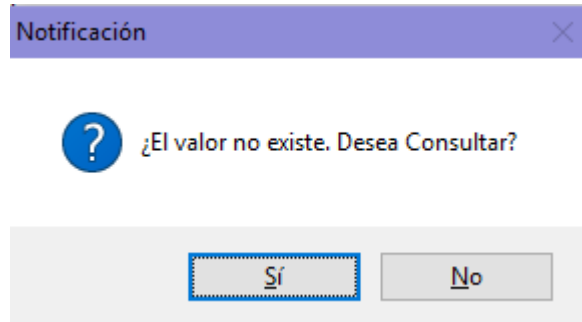 Notificación
¿El valor no existe. Desea Consultar?
Sí
No